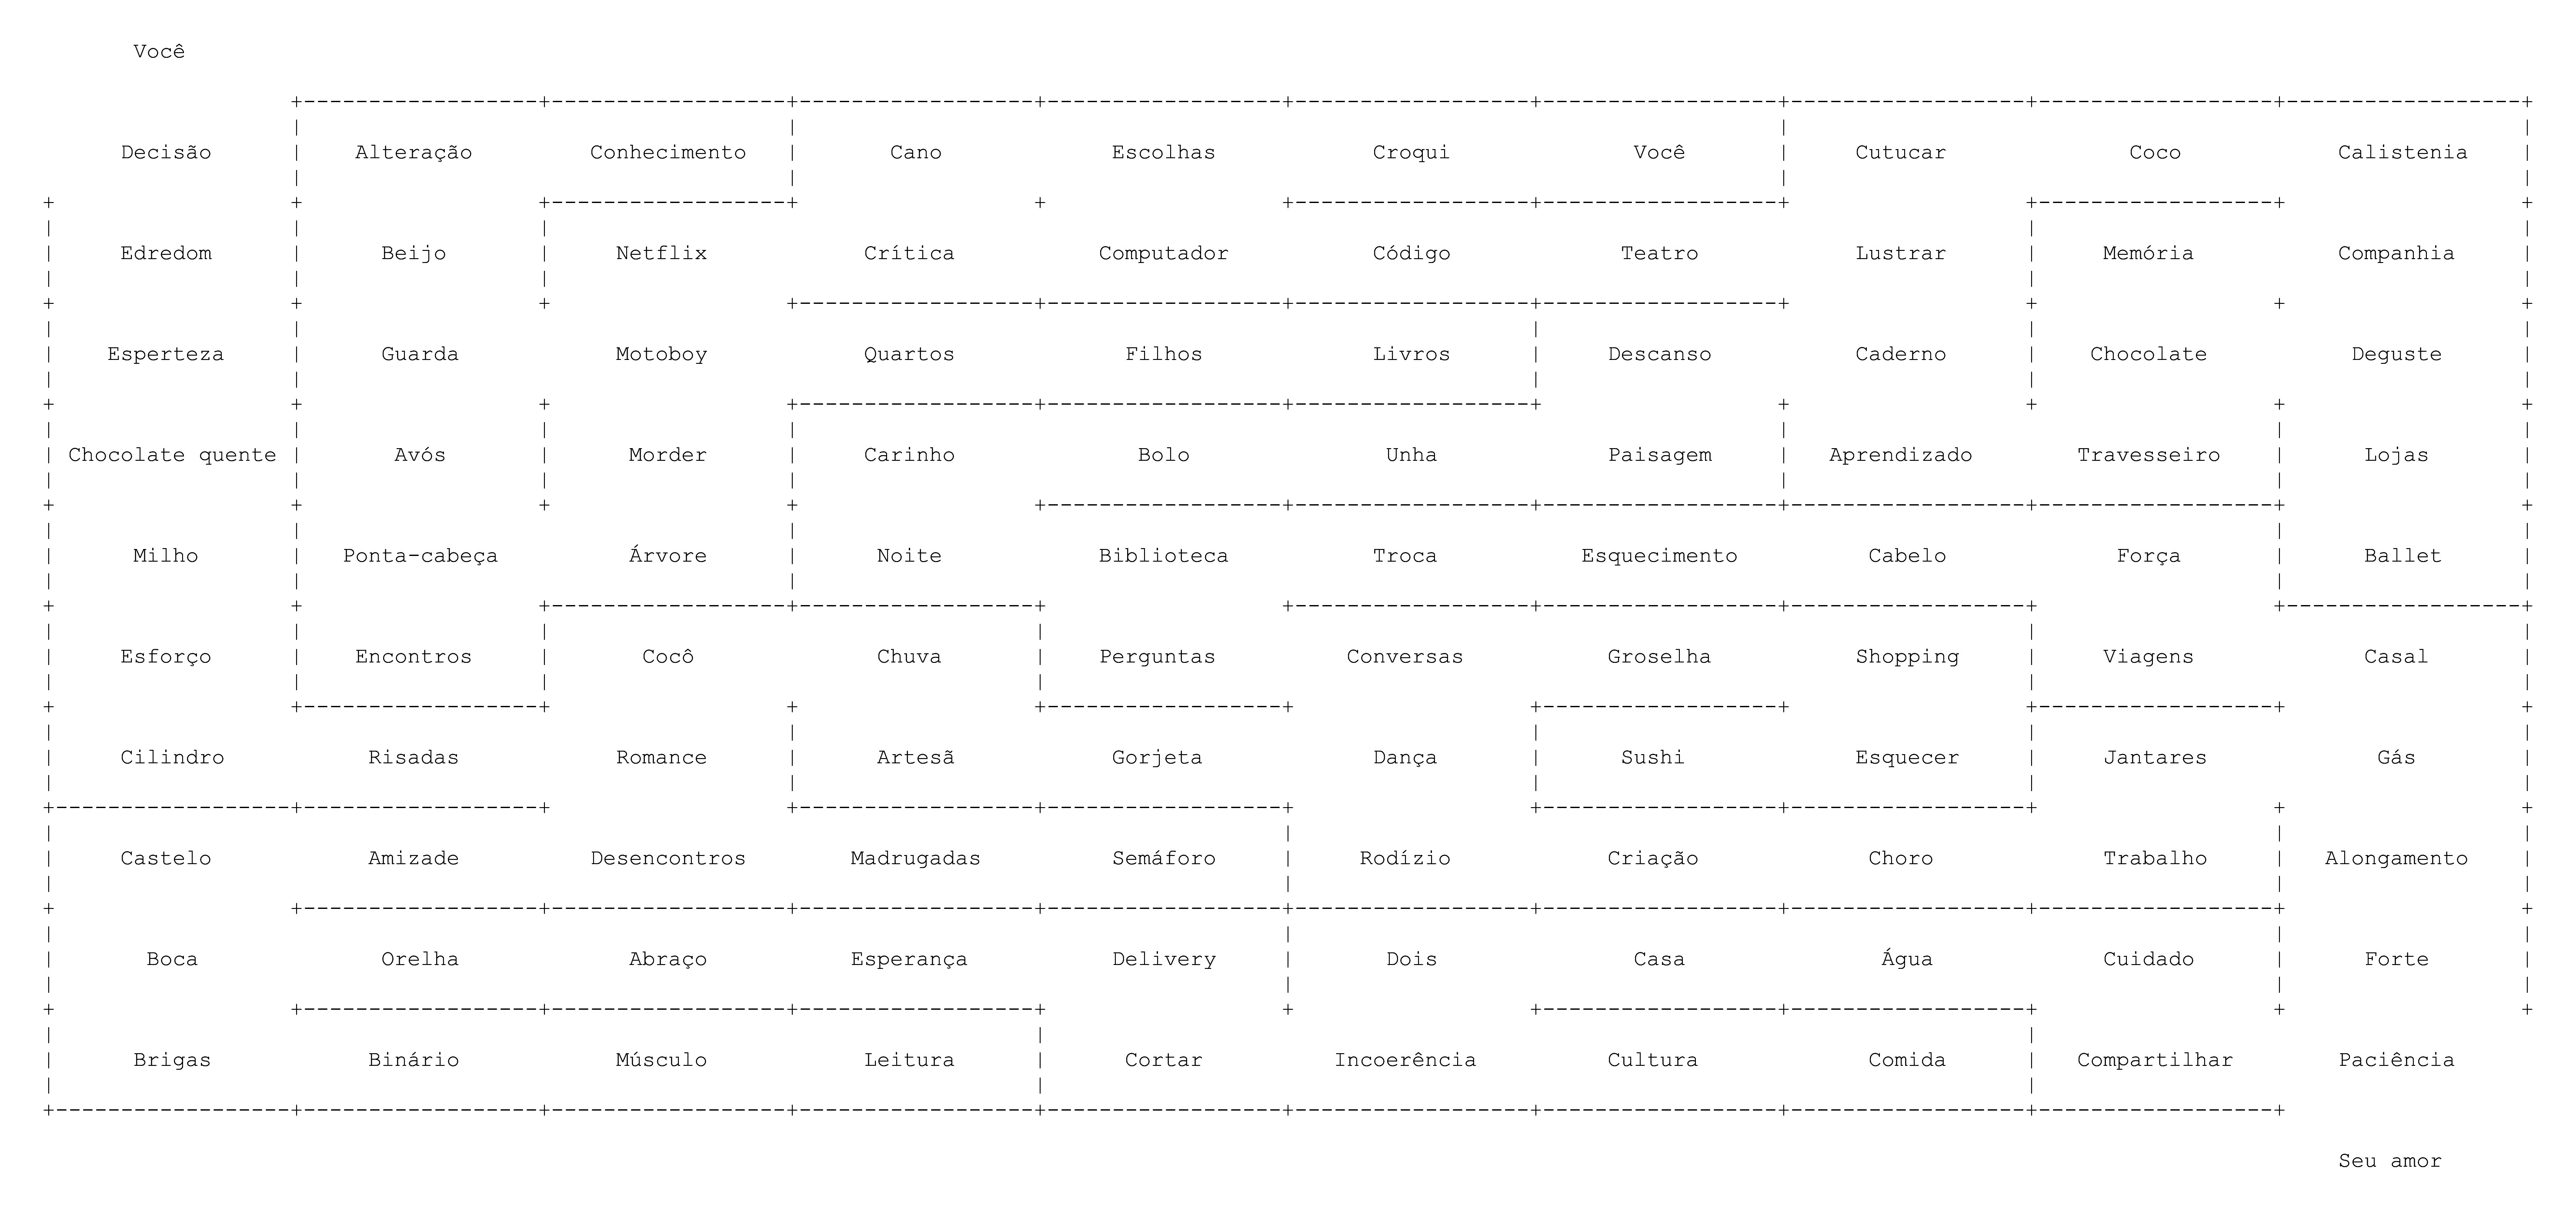 Você
Decisão Alteração Conhecimento Cano Escolhas Croqui Você Cutucar Coco Calistenia
Edredom Beijo Netflix Crítica Computador Código Teatro Lustrar Memória Companhia
Esperteza Guarda Motoboy Quartos Filhos Livros Descanso Caderno Chocolate Deguste
Chocolate quente Avós Morder Carinho Bolo Unha Paisagem Aprendizado Travesseiro Lojas
Milho Ponta-cabeça Árvore Noite Biblioteca Troca Esquecimento Cabelo Força Ballet
Esforço Encontros Cocô Chuva Perguntas Conversas Groselha Shopping Viagens Casal
Cilindro Risadas Romance Artesã Gorjeta Dança Sushi Esquecer Jantares Gás
Castelo Amizade Desencontros Madrugadas Semáforo Rodízio Criação Choro Trabalho Alongamento
Boca Orelha Abraço Esperança Delivery Dois Casa Água Cuidado Forte
Brigas Binário Músculo Leitura Cortar Incoerência Cultura Comida Compartilhar Paciência
Seu amor